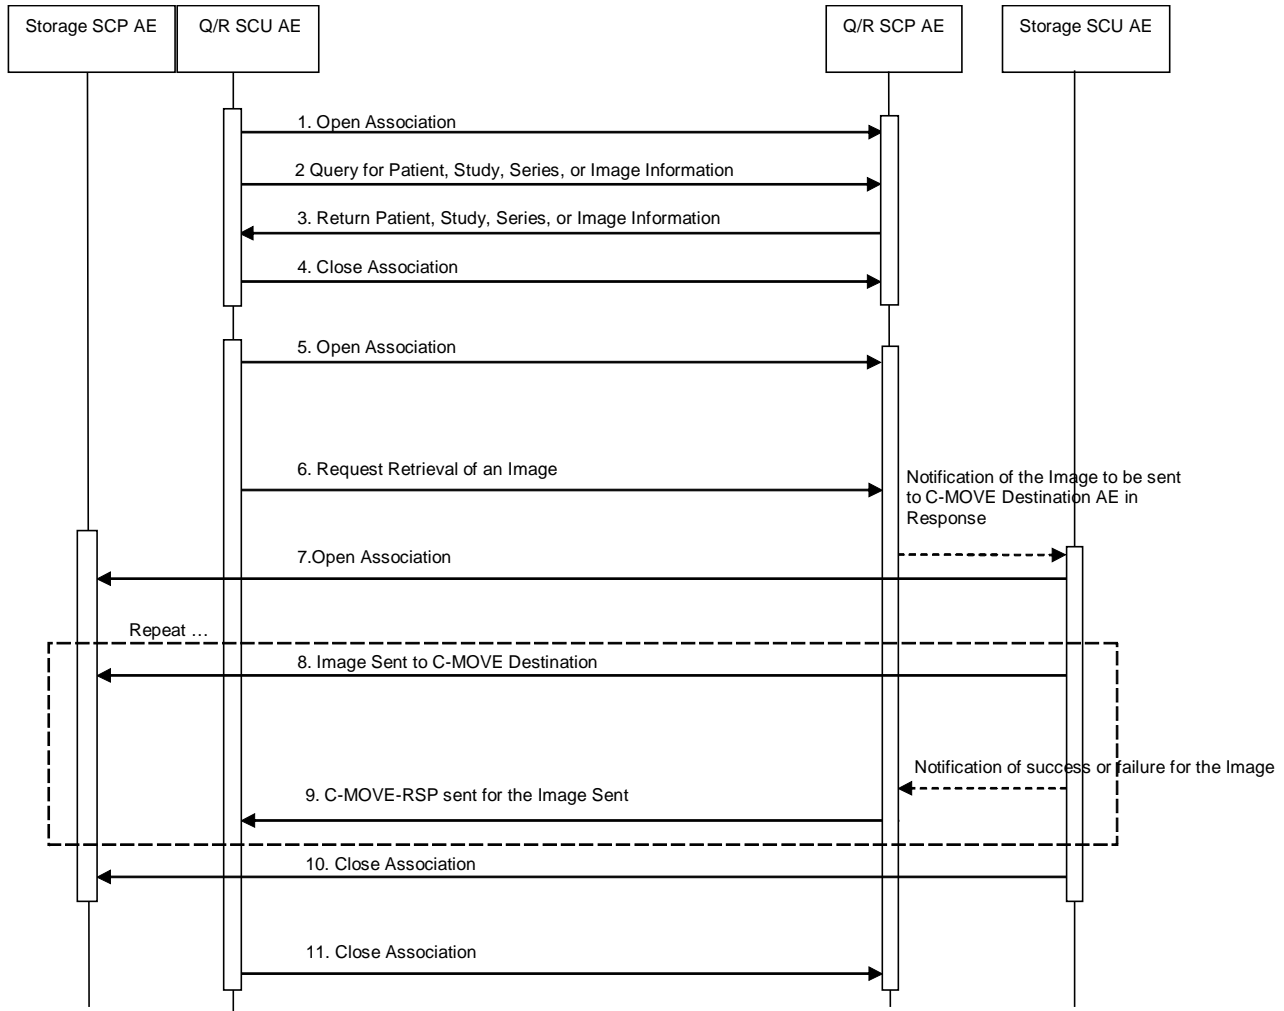 Storage SCP AE
Q/R SCU AE
Q/R SCP AE
Storage SCU AE
1. Open Association
2 Query for Patient, Study, Series, or Image Information
3. Return Patient, Study, Series, or Image Information
4. Close Association
5. Open Association
6. Request Retrieval of an Image
Notification of the Image to be sent
to C-MOVE Destination AE in
Response
7.Open Association
Repeat …
8. Image Sent to C-MOVE Destination
Notification of success or failure for the Image
9. C-MOVE-RSP sent for the Image Sent
10. Close Association
11. Close Association